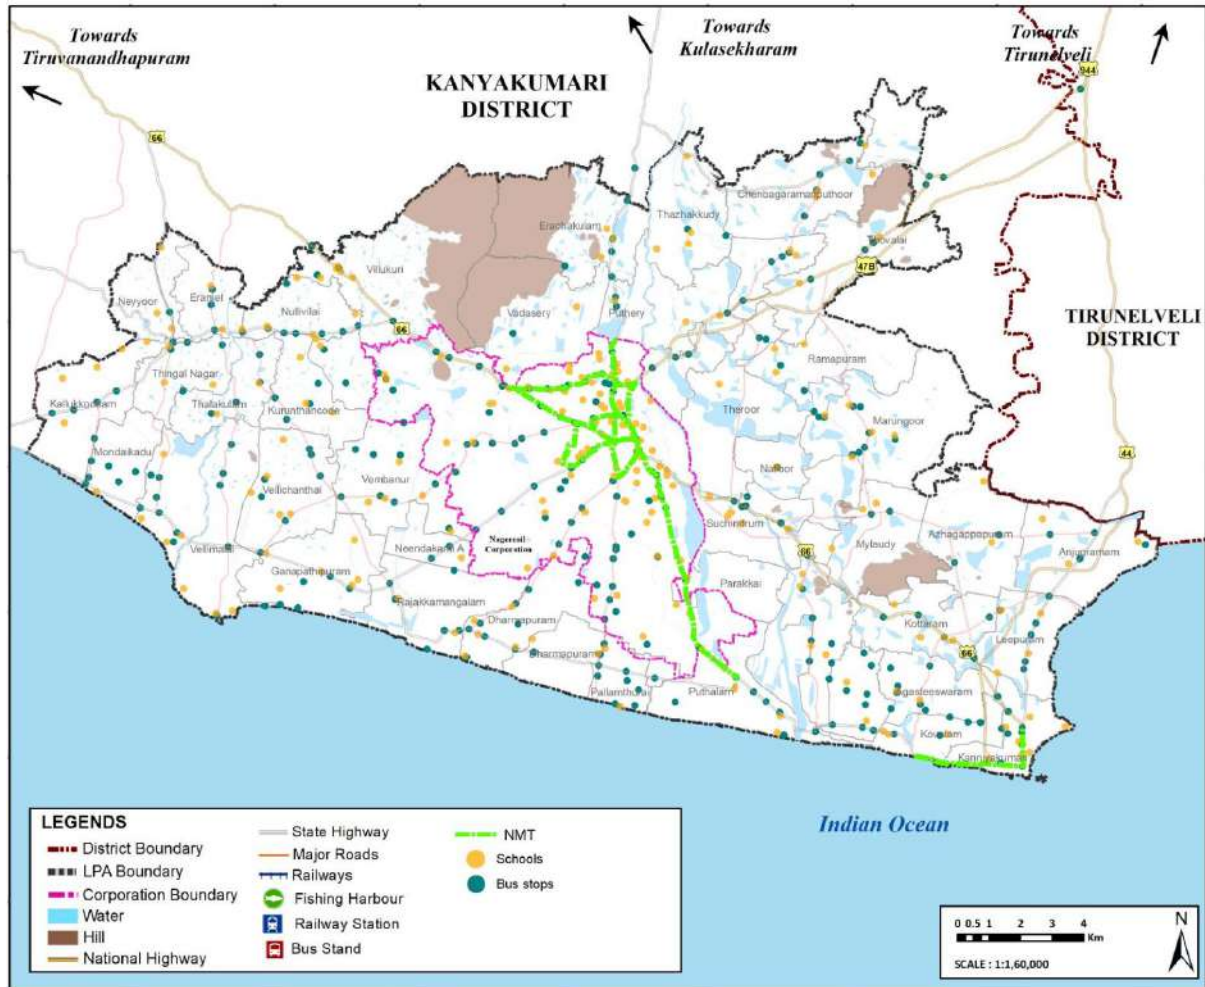 Towards
Tiruvanandhapuram
Towards
Kulasekharam
Towards
Tirunelveli
KANYAKUMARI
DISTRICT
944
66
Chenbagaramanputhoor
Thazhakkudy
Erachakulam
Thovalai
47B
Villukuri
Neyyoor
Eraniel
Nullivilai
Vadasery
Puthery
66
TIRUNELVELI
DISTRICT
Ramapuram
Thingal Nagar
Kallukkoottam
Thalakulam
Kurunthancode
Theroor
Marungoor
Mondaikadu
44
Nalloor
Vellichanthai
Vembanur
Suchindrum
Azhagappapuram
Nagercoil
Corporation
66
Mylaudy
Anjugramam
Vellimalai
Neendakarai A
Ganapathipuram
Parakkai
Rajakkamangalam
Dharmapuram
Kottaram
Leepuram
66
Dharmapuram
Pallamthurai
Puthalam
Agasteeswaram
Kovalam
Kanniyakumari
Indian Ocean
LEGENDS
District Boundary
LPA Boundary
Corporation Boundary
Water
Hill
National Highway
State Highway
Major Roads
Railways
Fishing Harbour
Railway Station
Bus Stand
NMT
Schools
Bus stops
0 0.5 1 2 3 4
Km
SCALE : 1:1,60,000
N